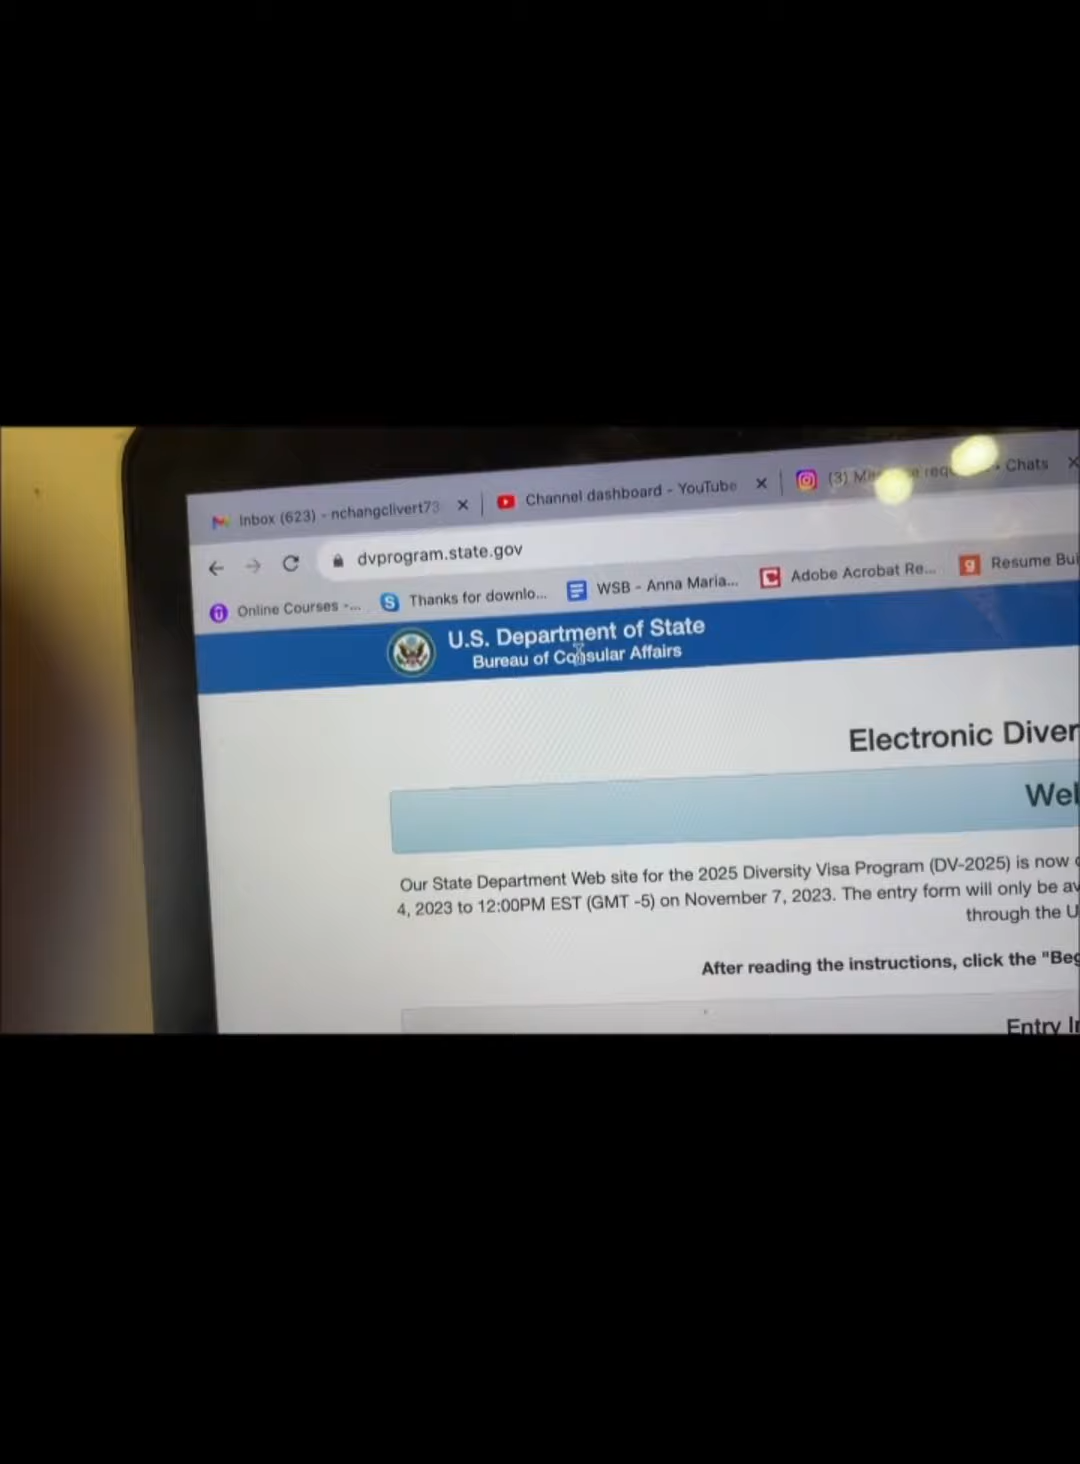 Inbox (623) - nchangclivert73
Channel dashboard - YouTube
(3) Chats
dvprogram.state.gov
Online Courses -...
Thanks for downlo...
WSB - Anna Maria...
Adobe Acrobat Re...
Resume Bui
U.S. Department of State
Bureau of Consular Affairs
Electronic Diver
Wel
Our State Department Web site for the 2025 Diversity Visa Program (DV-2025) is now
4, 2023 to 12:00PM EST (GMT -5) on November 7, 2023. The entry form will only be av
through the U
After reading the instructions, click the "Beg
Entry In